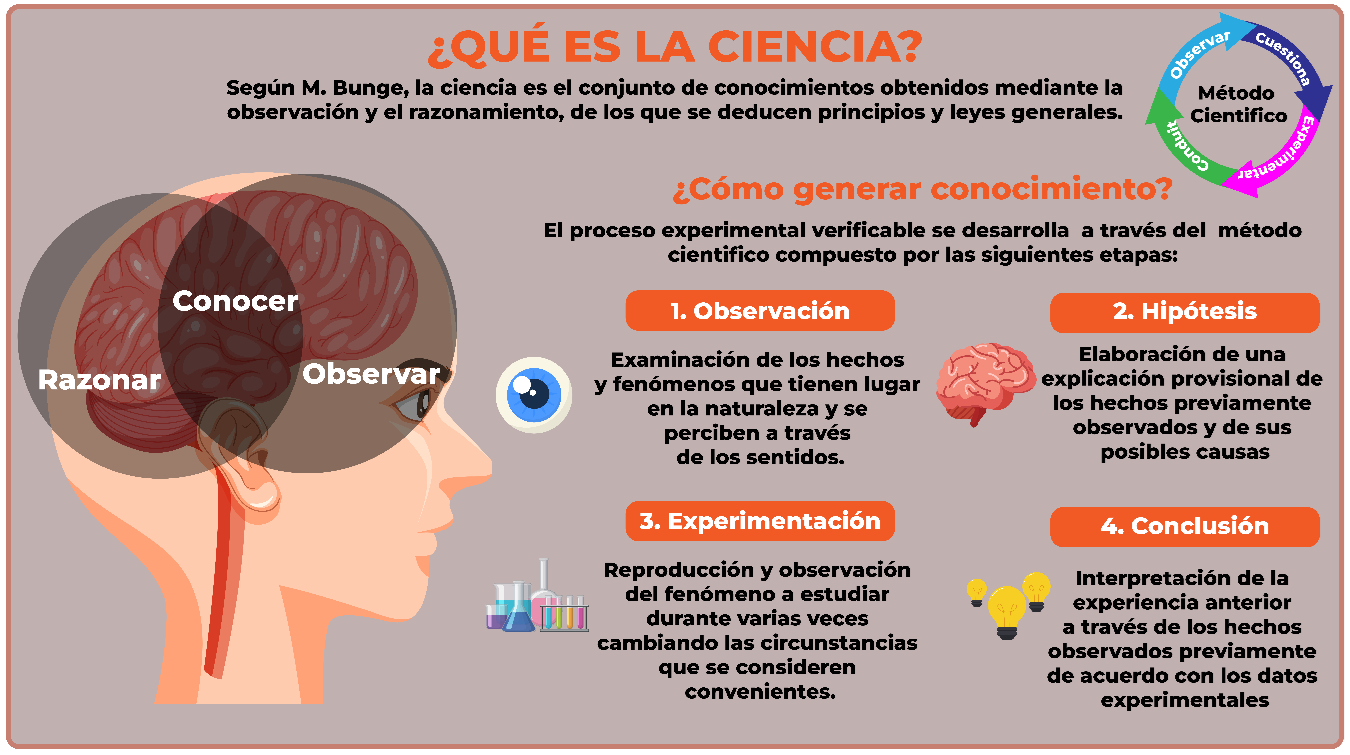 ¿QUÉ ES LA CIENCIA?
Según M. Bunge, la ciencia es el conjunto de conocimientos obtenidos mediante la
observación y el razonamiento, de los que se deducen principios y leyes generales.
Observar
Cuestiona
Experimentar
Conduit
Método
Cientifico
Conocer
Razonar
Observar
¿Cómo generar conocimiento?
El proceso experimental verificable se desarrolla a través del método
cientifico compuesto por las siguientes etapas:
1. Observación
Examinación de los hechos
y fenómenos que tienen lugar
en la naturaleza y se
perciben a través
de los sentidos.
2. Hipótesis
Elaboración de una
explicación provisional de
los hechos previamente
observados y de sus
posibles causas
3. Experimentación
Reproducción y observación
del fenómeno a estudiar
durante varias veces
cambiando las circunstancias
que se consideren
convenientes.
4. Conclusión
Interpretación de la
experiencia anterior
a través de los hechos
observados previamente
de acuerdo con los datos
experimentales